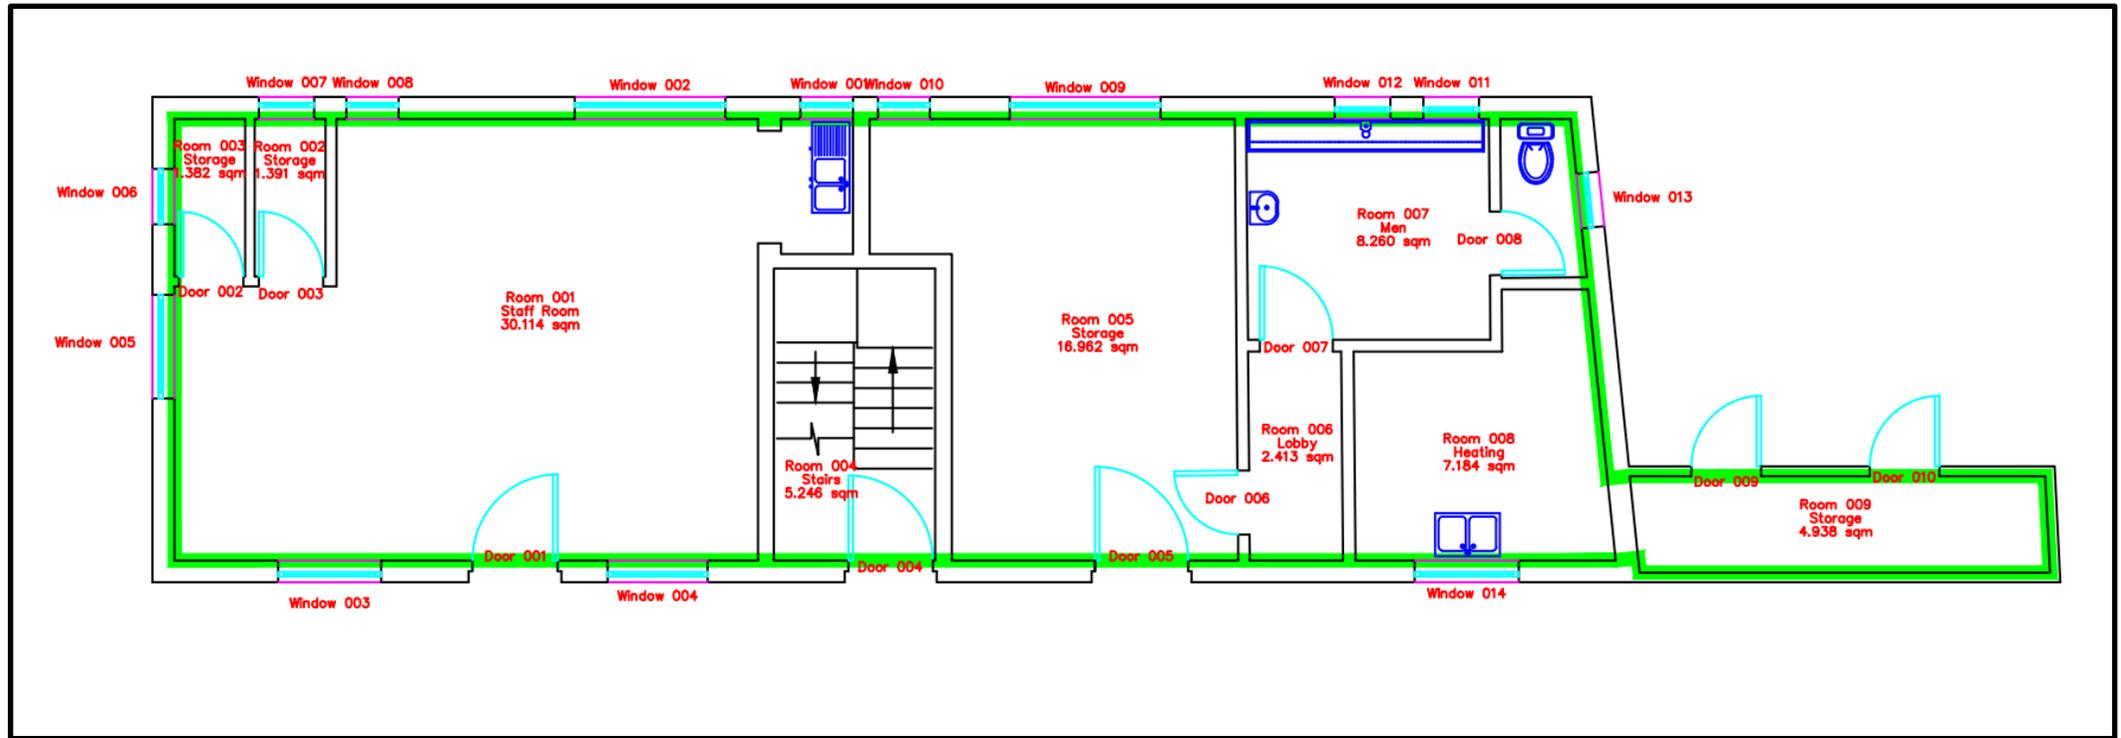 Window 007 Window 008
Window 002
Window 001
Window 010
Window 009
Window 012 Window 011
Room 003
Storage
1.382 sqm
Room 002
Storage
1.391 sqm
Window 006
Window 013
Room 007
Men
8.260 sqm
Door 008
Door 002
Door 003
Room 001
Staff Room
30.114 sqm
Room 005
Storage
16.962 sqm
Window 005
Door 007
Room 006
Lobby
2.413 sqm
Room 008
Heating
7.184 sqm
Room 004
Stairs
5.246 sqm
Door 006
Door 009
Door 010
Room 009
Storage
4.938 sqm
Door 001
Door 004
Door 005
Window 003
Window 004
Window 014